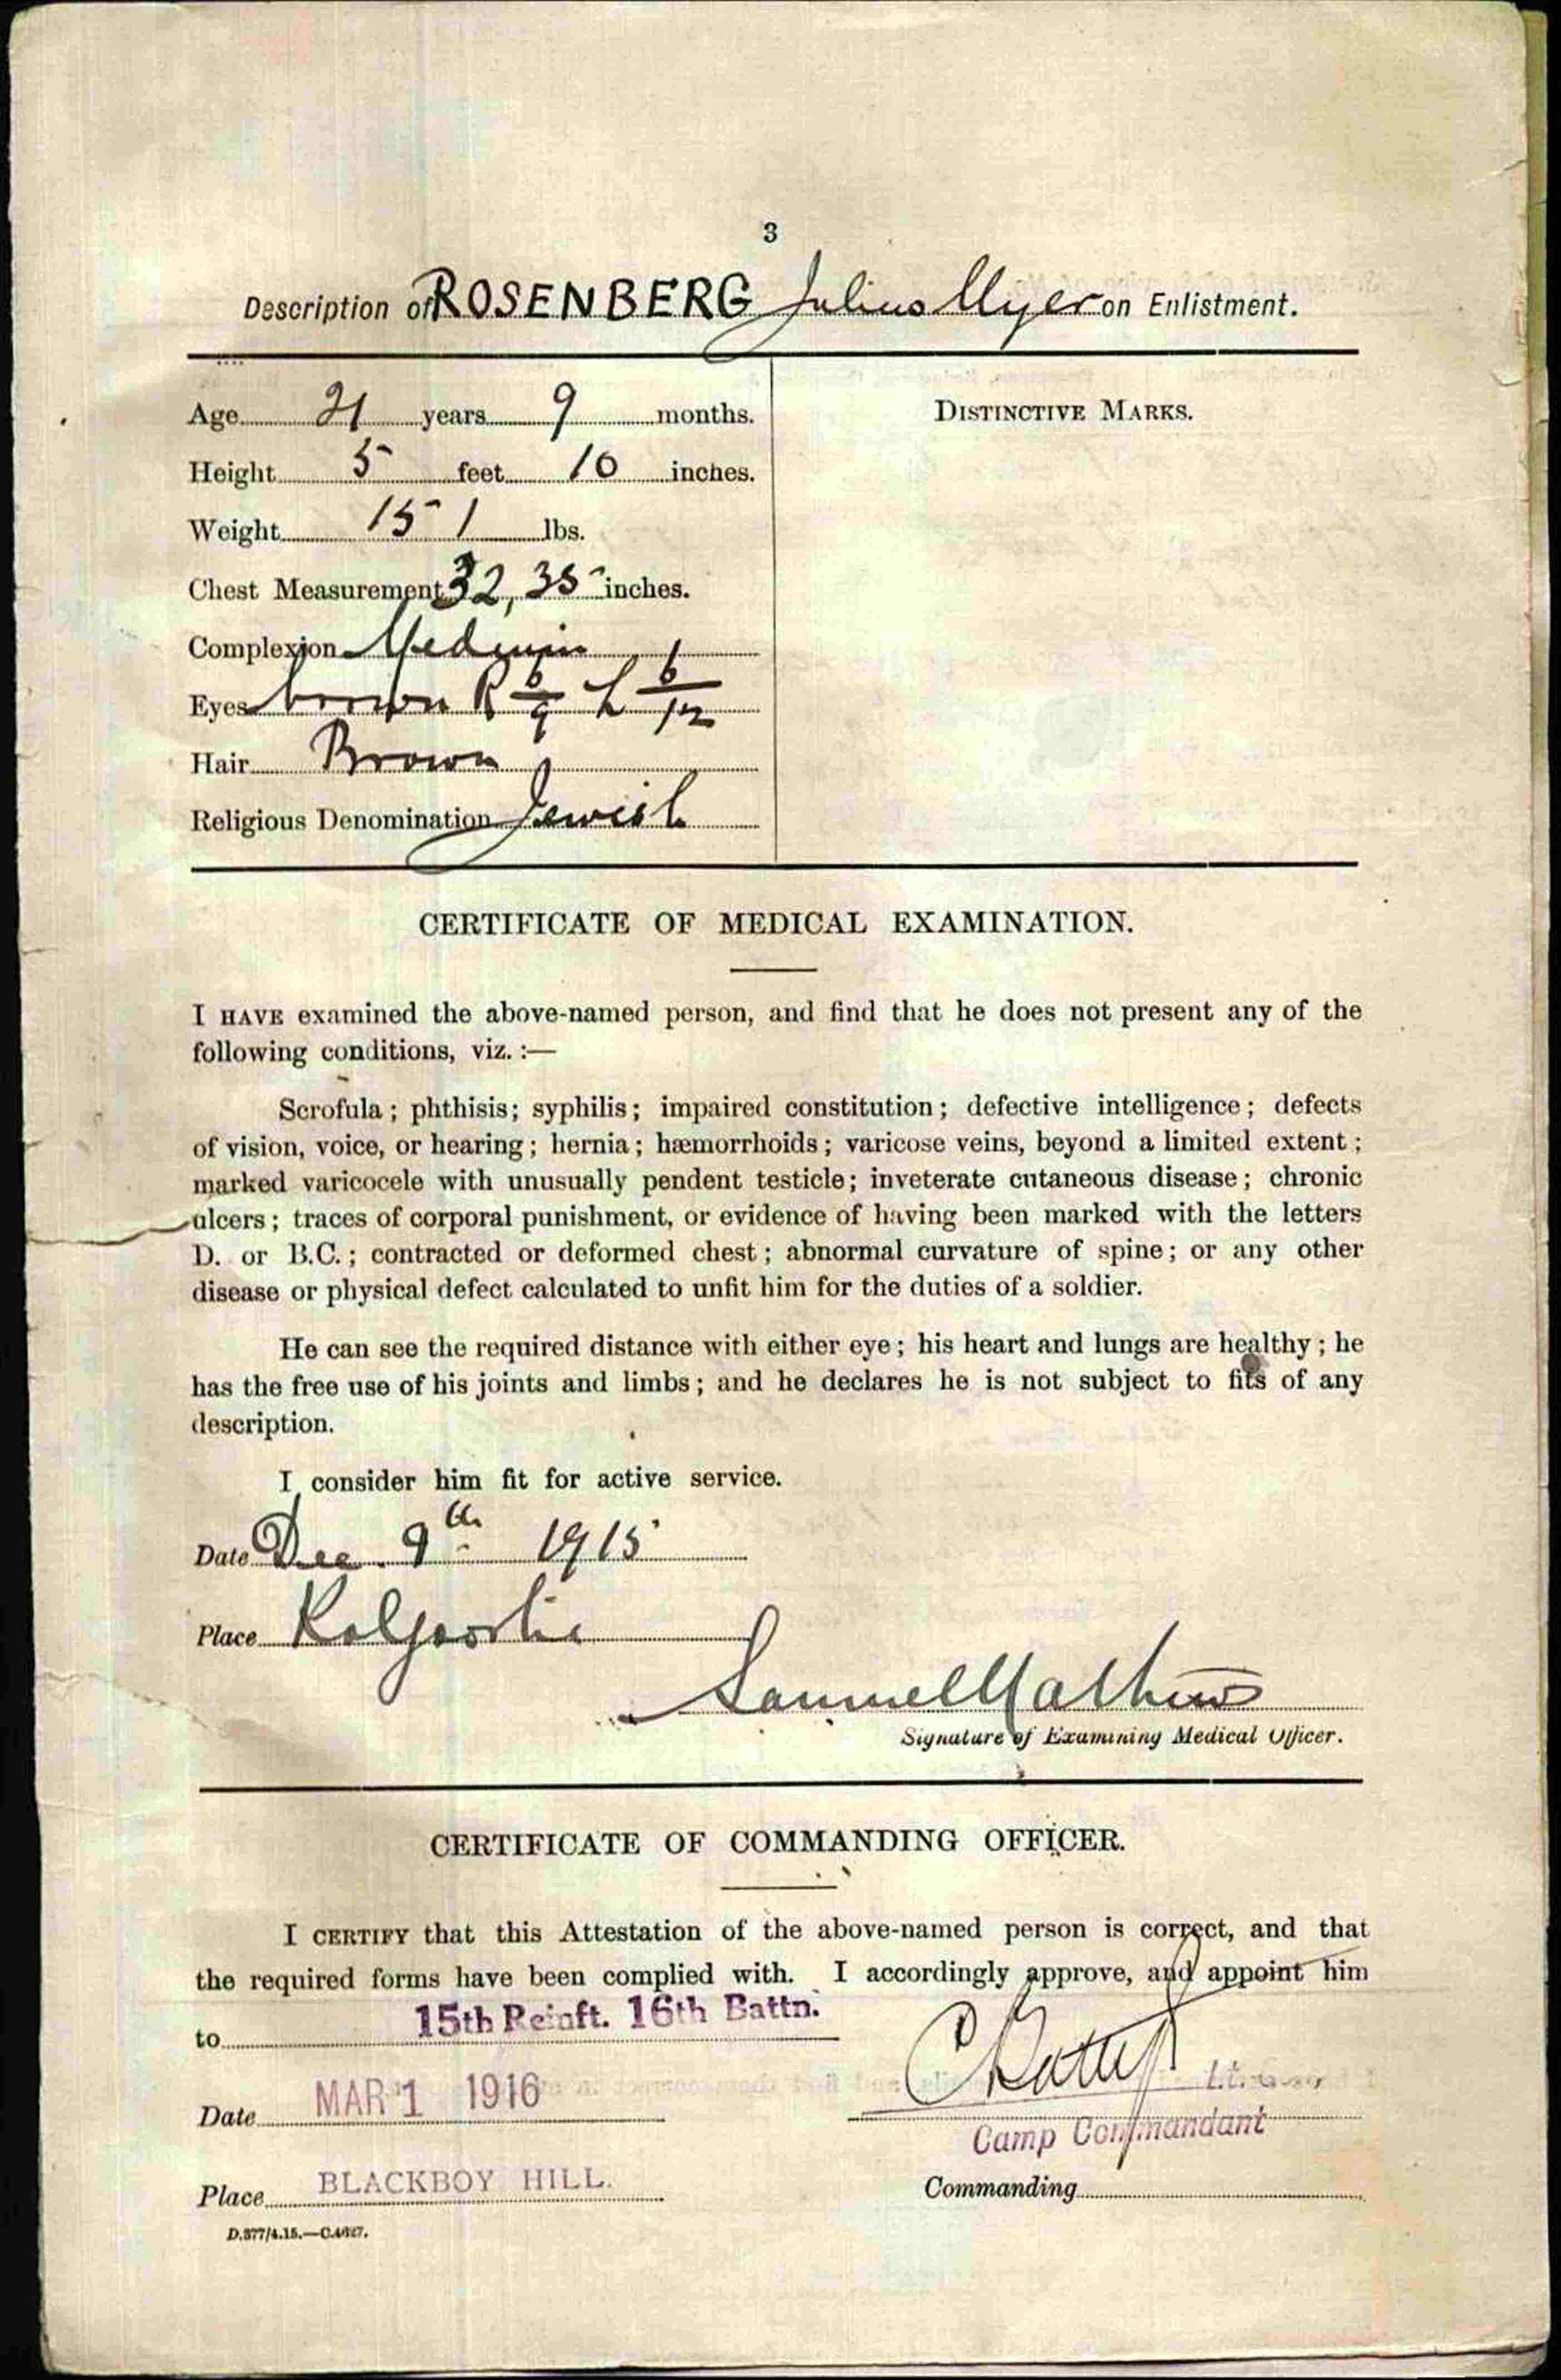 3
Description of ROSENBERG Julius Myer on Enlistment.
Age 21 years 9 months.
Height 5 feet 10 inches.
Weight 151 lbs.
Chest Measurement 32, 35 inches.
Complexion Medium
Eyes brown R 6/9 L 6/12
Hair Brown
Religious Denomination Jewish
DISTINCTIVE MARKS.
CERTIFICATE OF MEDICAL EXAMINATION.
I HAVE examined the above-named person, and find that he does not present any of the
following conditions, viz. :—
Scrofula ; phthisis ; syphilis ; impaired constitution ; defective intelligence ; defects
of vision, voice, or hearing ; hernia ; hæmorrhoids ; varicose veins, beyond a limited extent ;
marked varicocele with unusually pendent testicle ; inveterate cutaneous disease ; chronic
ulcers ; traces of corporal punishment, or evidence of having been marked with the letters
D. or B.C. ; contracted or deformed chest ; abnormal curvature of spine ; or any other
disease or physical defect calculated to unfit him for the duties of a soldier.
He can see the required distance with either eye ; his heart and lungs are healthy ; he
has the free use of his joints and limbs ; and he declares he is not subject to fits of any
description.
I consider him fit for active service.
Date Dec. 9th 1915
Place Kalgoorlie
Samuel Mathews
Signature of Examining Medical Officer.
CERTIFICATE OF COMMANDING OFFICER.
I CERTIFY that this Attestation of the above-named person is correct, and that
the required forms have been complied with. I accordingly approve, and appoint him
to 15th Reinft. 16th Battn.
Date MAR 1 1916
Camp Commandant
Place BLACKBOY HILL.
Commanding